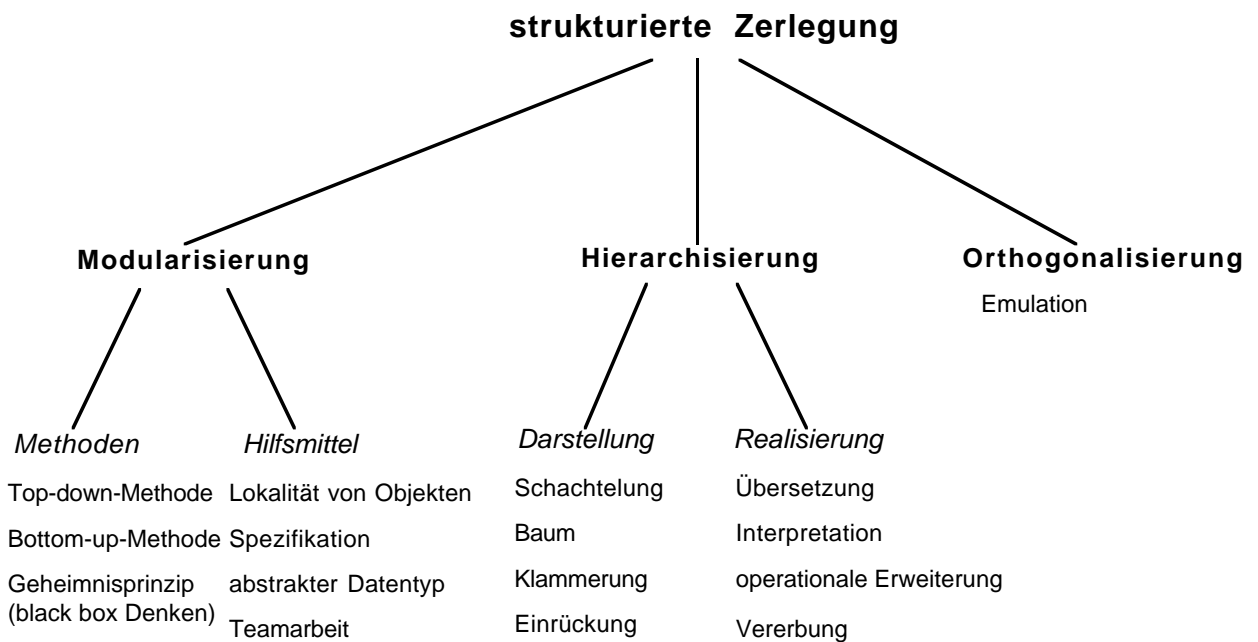 strukturierte Zerlegung
Modularisierung
Hierarchisierung
Orthogonalisierung
Emulation
Methoden
Top-down-Methode
Bottom-up-Methode
Geheimnisprinzip
(black box Denken)
Hilfsmittel
Lokalität von Objekten
Spezifikation
abstrakter Datentyp
Teamarbeit
Darstellung
Schachtelung
Baum
Klammerung
Einrückung
Realisierung
Übersetzung
Interpretation
operationale Erweiterung
Vererbung